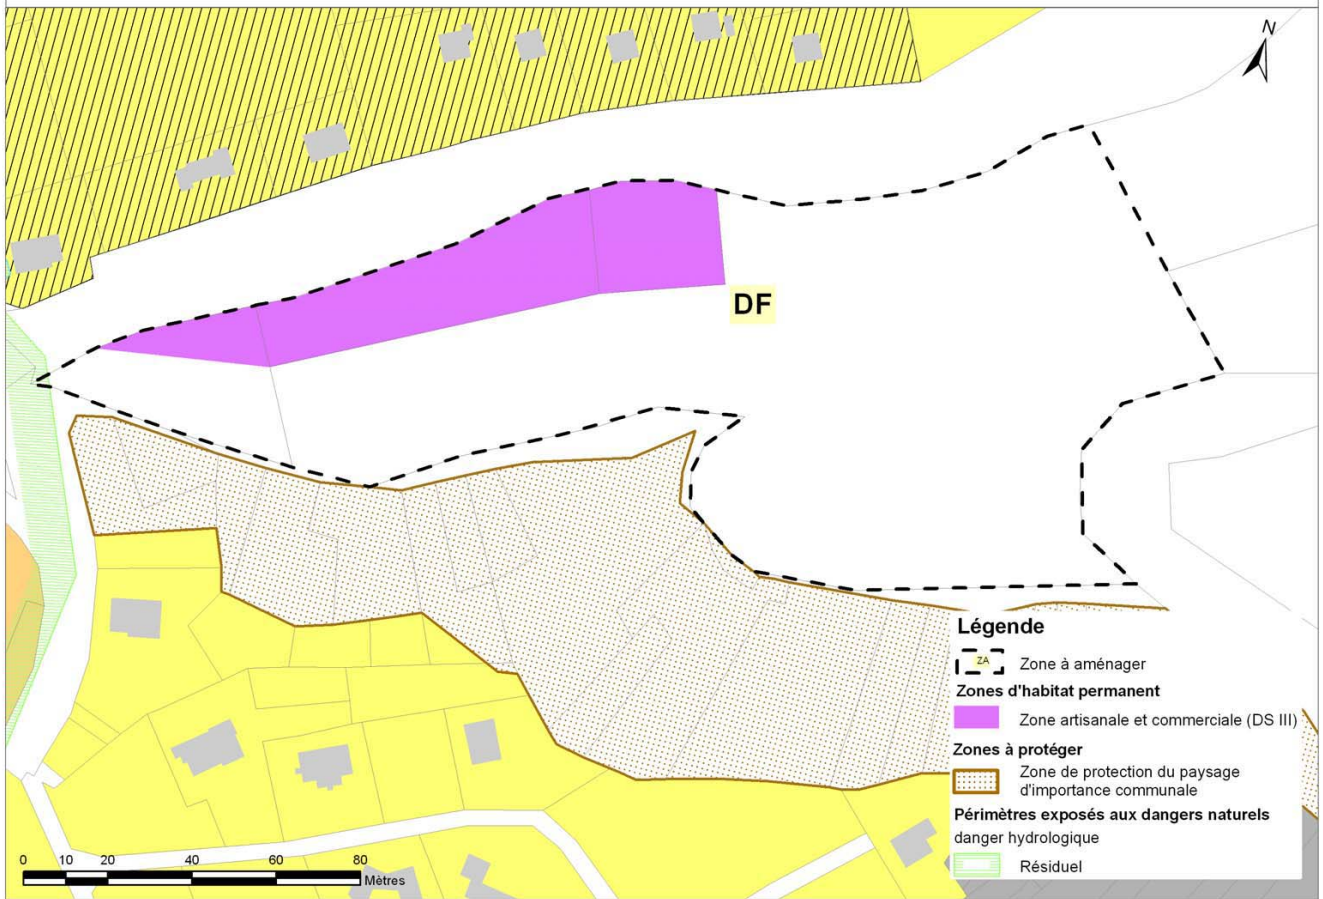 N
DF
Légende
ZA
Zone à aménager
Zones d'habitat permanent
Zone artisanale et commerciale (DS III)
Zones à protéger
Zone de protection du paysage
d'importance communale
Périmètres exposés aux dangers naturels
danger hydrologique
Résiduel
0 10 20 40 60 80
Mètres